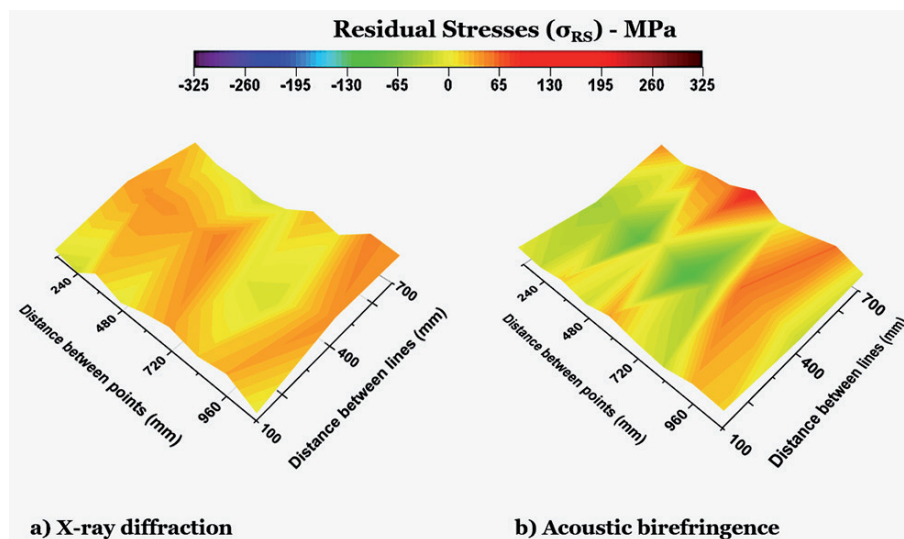 Residual Stresses (σRS) - MPa
-325 -260 -195 -130 -65 0 65 130 195 260 325
240
480
720
960
100
400
700
Distance between points (mm)
Distance between lines (mm)
240
480
720
960
100
400
700
Distance between points (mm)
Distance between lines (mm)
a) X-ray diffraction
b) Acoustic birefringence